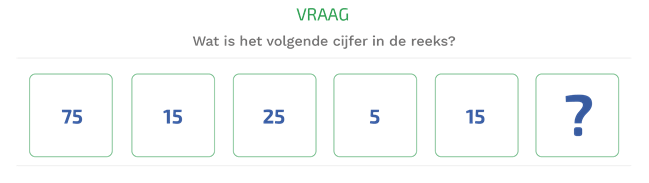 VRAAG
Wat is het volgende cijfer in de reeks?
75 15 25 5 15 ?